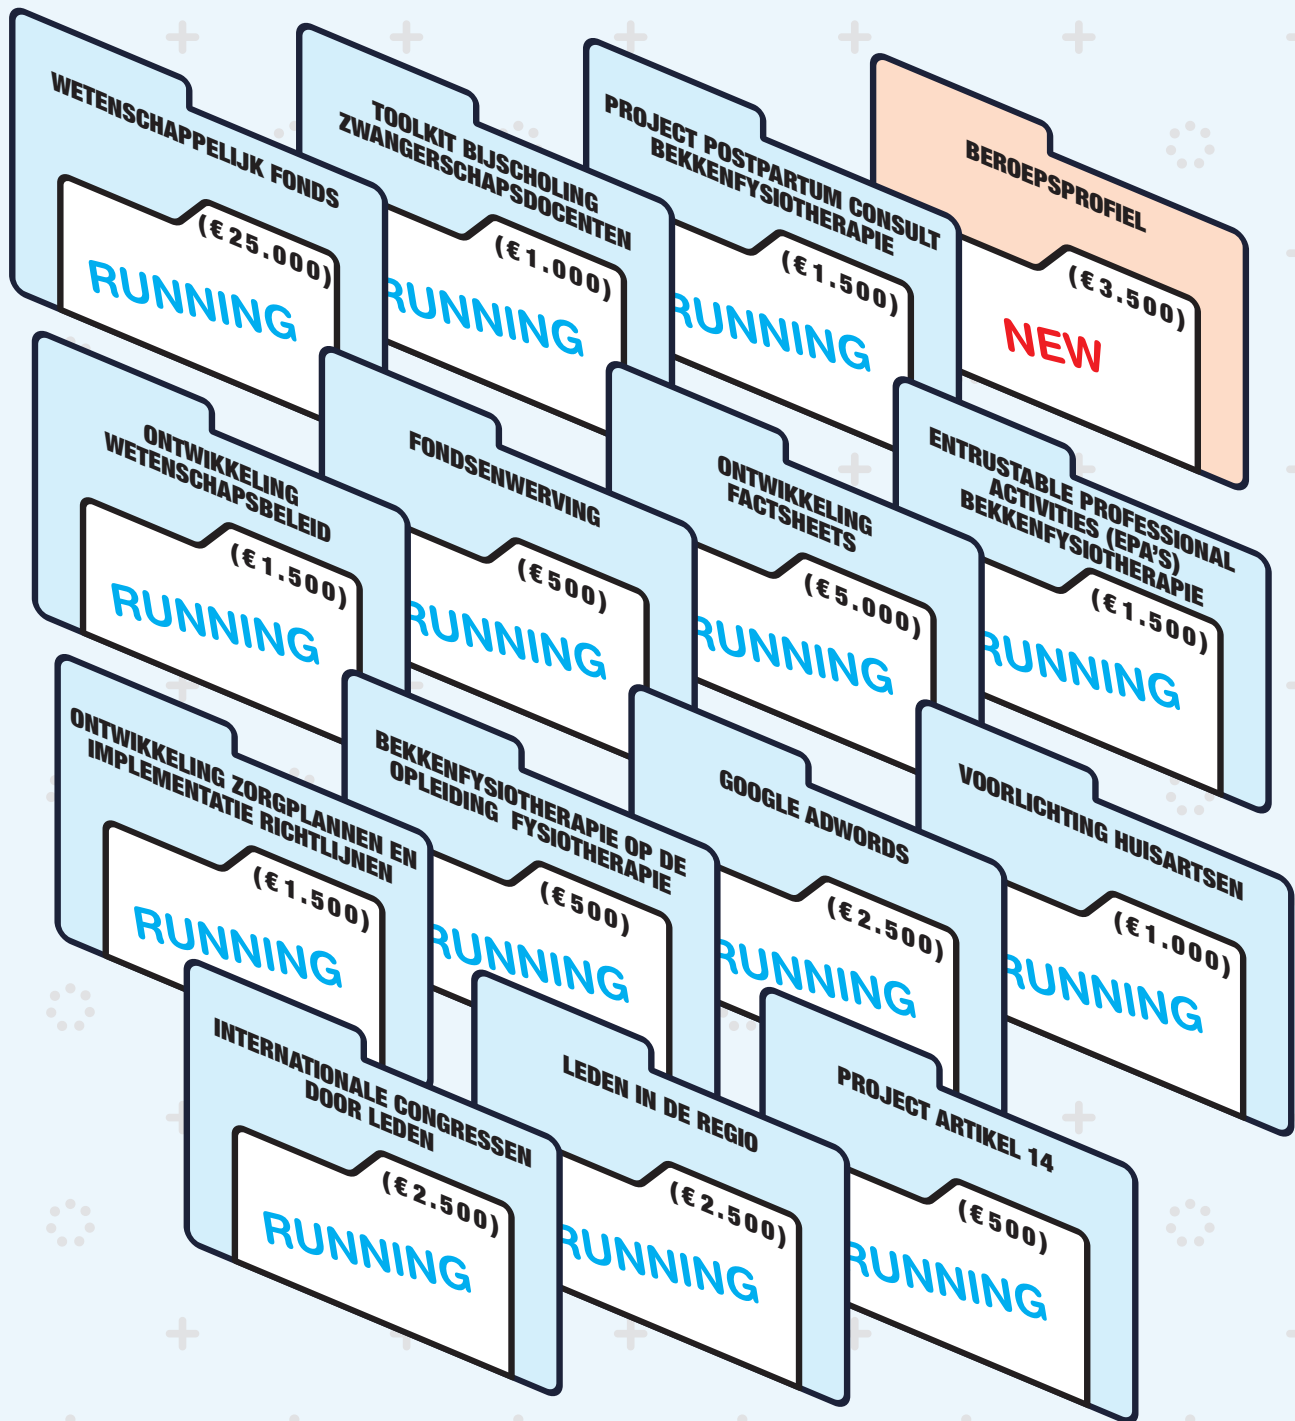 WETENSCHAPPELIJK FONDS
(€25.000)
RUNNING
TOOLKIT BIJSCHOLING
ZWANGERSCHAPSDOCENTEN
(€1.000)
RUNNING
PROJECT POSTPARTUM CONSULT
BEKKENFYSIOTHERAPIE
(€1.500)
RUNNING
BEROEPSPROFIEL
(€3.500)
NEW
ONTWIKKELING
WETENSCHAPSBELEID
(€1.500)
RUNNING
FONDSENWERVING
(€500)
RUNNING
ONTWIKKELING
FACTSHEETS
(€5.000)
RUNNING
ENTRUSTABLE PROFESSIONAL
ACTIVITIES (EPA'S)
BEKKENFYSIOTHERAPIE
(€1.500)
RUNNING
ONTWIKKELING ZORGPLANNEN EN
IMPLEMENTATIE RICHTLIJNEN
(€1.500)
RUNNING
BEKKENFYSIOTHERAPIE OP DE
OPLEIDING FYSIOTHERAPIE
(€500)
RUNNING
GOOGLE ADWORDS
(€2.500)
RUNNING
VOORLICHTING HUISARTSEN
(€1.000)
RUNNING
INTERNATIONALE CONGRESSEN
DOOR LEDEN
(€2.500)
RUNNING
LEDEN IN DE REGIO
(€2.500)
RUNNING
PROJECT ARTIKEL 14
(€500)
RUNNING